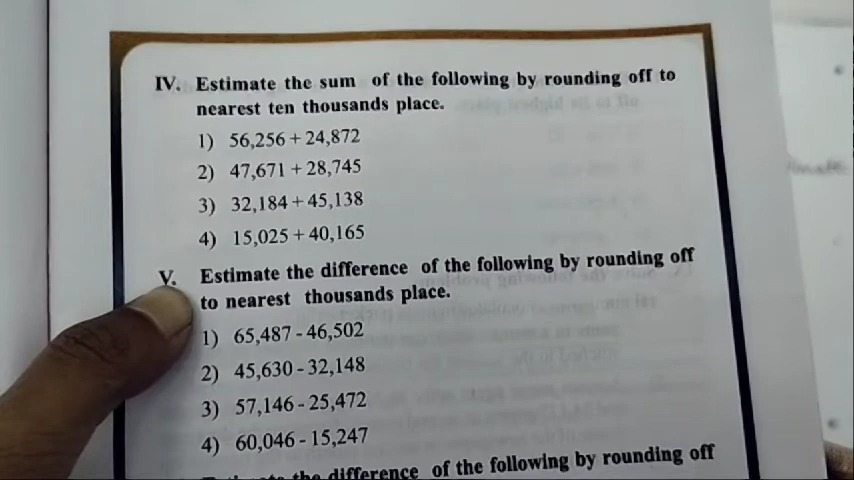 IV. Estimate the sum of the following by rounding off to
nearest ten thousands place.
1) 56,256 + 24,872
2) 47,671 + 28,745
3) 32,184 + 45,138
4) 15,025 + 40,165
V. Estimate the difference of the following by rounding off
to nearest thousands place.
1) 65,487 - 46,502
2) 45,630 - 32,148
3) 57,146 - 25,472
4) 60,046 - 15,247
the difference of the following by rounding off